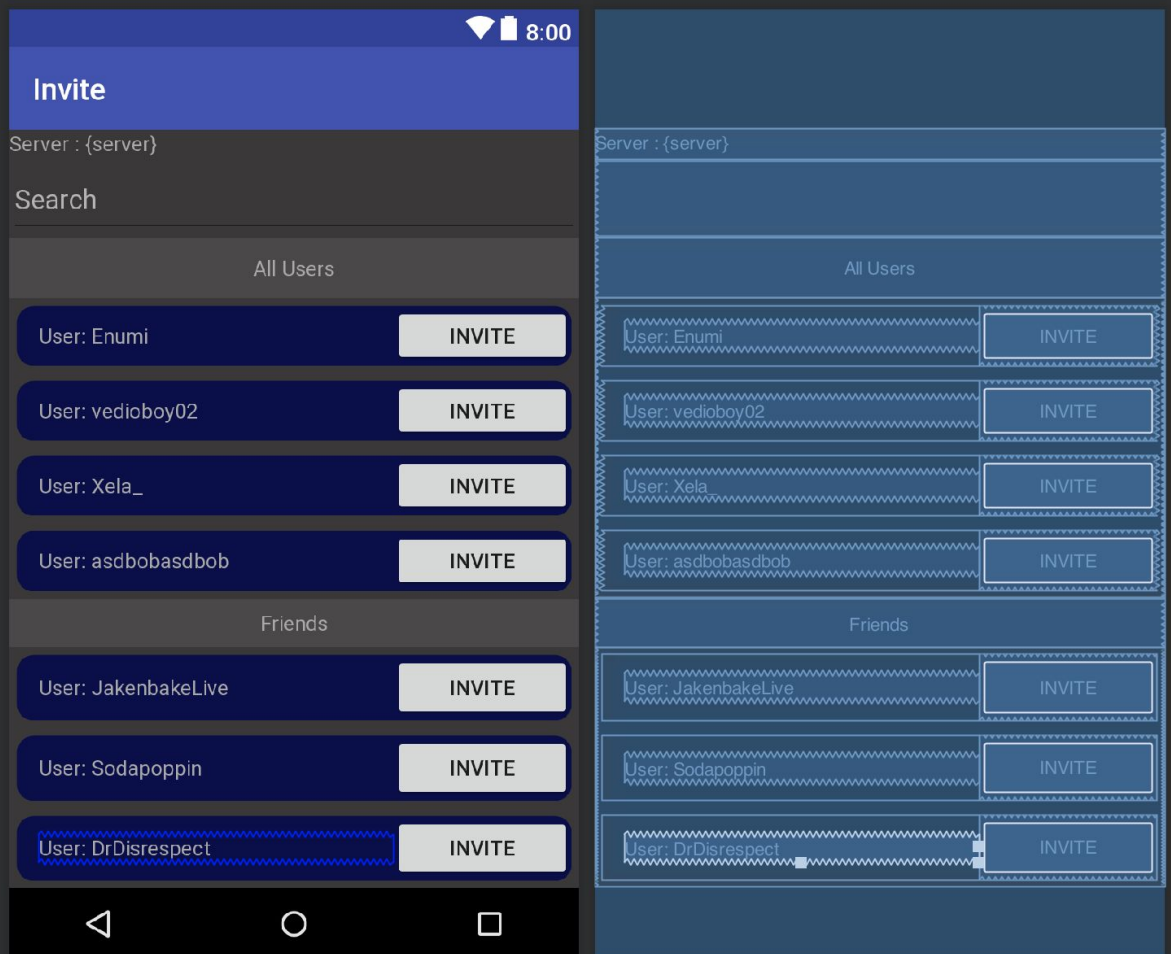 8:00
Invite
Server : {server}
Search
All Users
User: Enumi INVITE
User: vedioboy02 INVITE
User: Xela_ INVITE
User: asdbobasdbob INVITE
Friends
User: JakenbakeLive INVITE
User: Sodapoppin INVITE
User: DrDisrespect INVITE
Server : {server}
All Users
User: Enumi INVITE
User: vedioboy02 INVITE
User: Xela_ INVITE
User: asdbobasdbob INVITE
Friends
User: JakenbakeLive INVITE
User: Sodapoppin INVITE
User: DrDisrespect INVITE